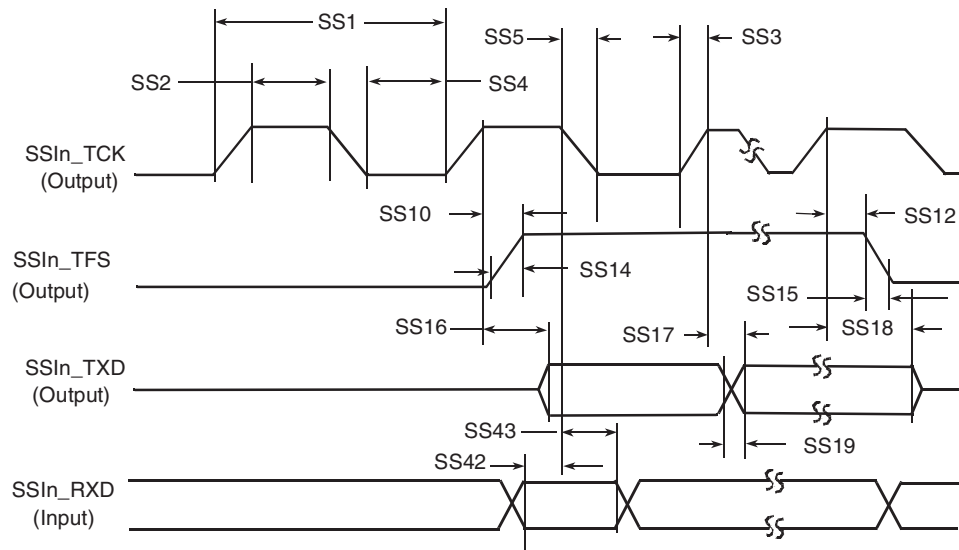 SS1
SS5
SS3
SS2
SS4
SSIn_TCK
(Output)
SS10
SS12
SSIn_TFS
(Output)
SS14
SS15
SS16
SS17
SS18
SSIn_TXD
(Output)
SS43
SS19
SS42
SSIn_RXD
(Input)